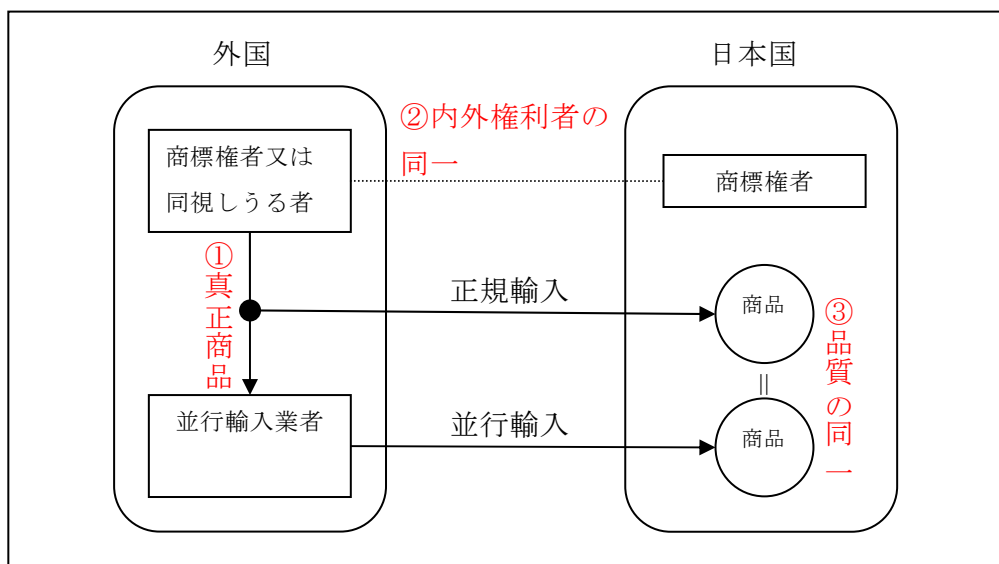 外国
日本国
②内外権利者の
同一
商標権者又は
同視しうる者
商標権者
①真正商品
正規輸入
商品
③品質の同一
＝
並行輸入業者
並行輸入
商品